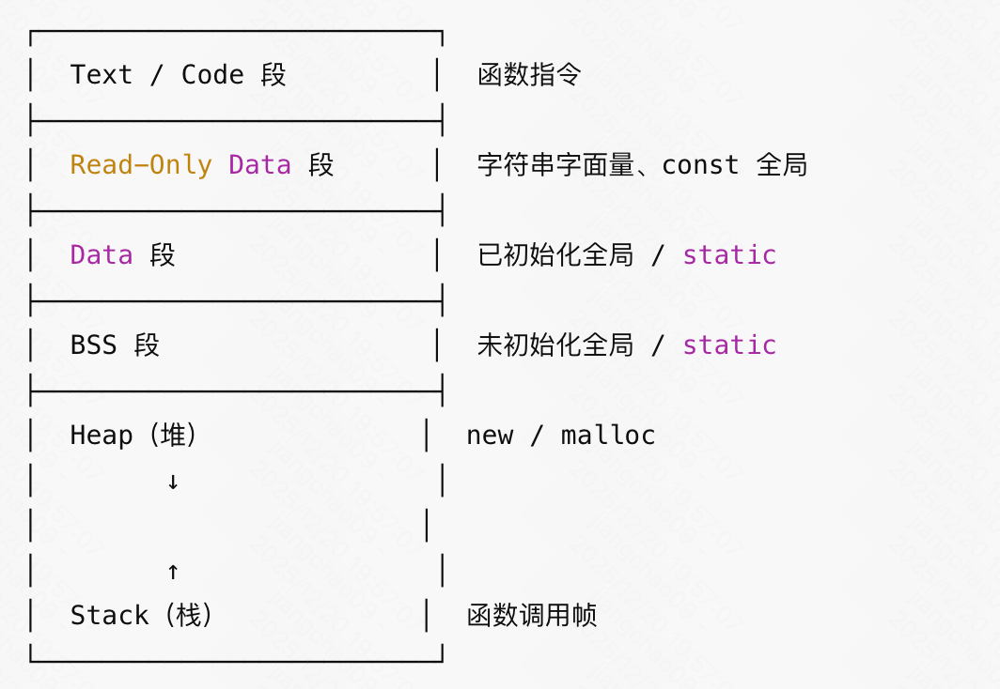 Text / Code 段 函数指令
Read-Only Data 段 字符串字面量、const 全局
Data 段 已初始化全局 / static
BSS 段 未初始化全局 / static
Heap（堆） new / malloc
↓
↑
Stack（栈） 函数调用帧